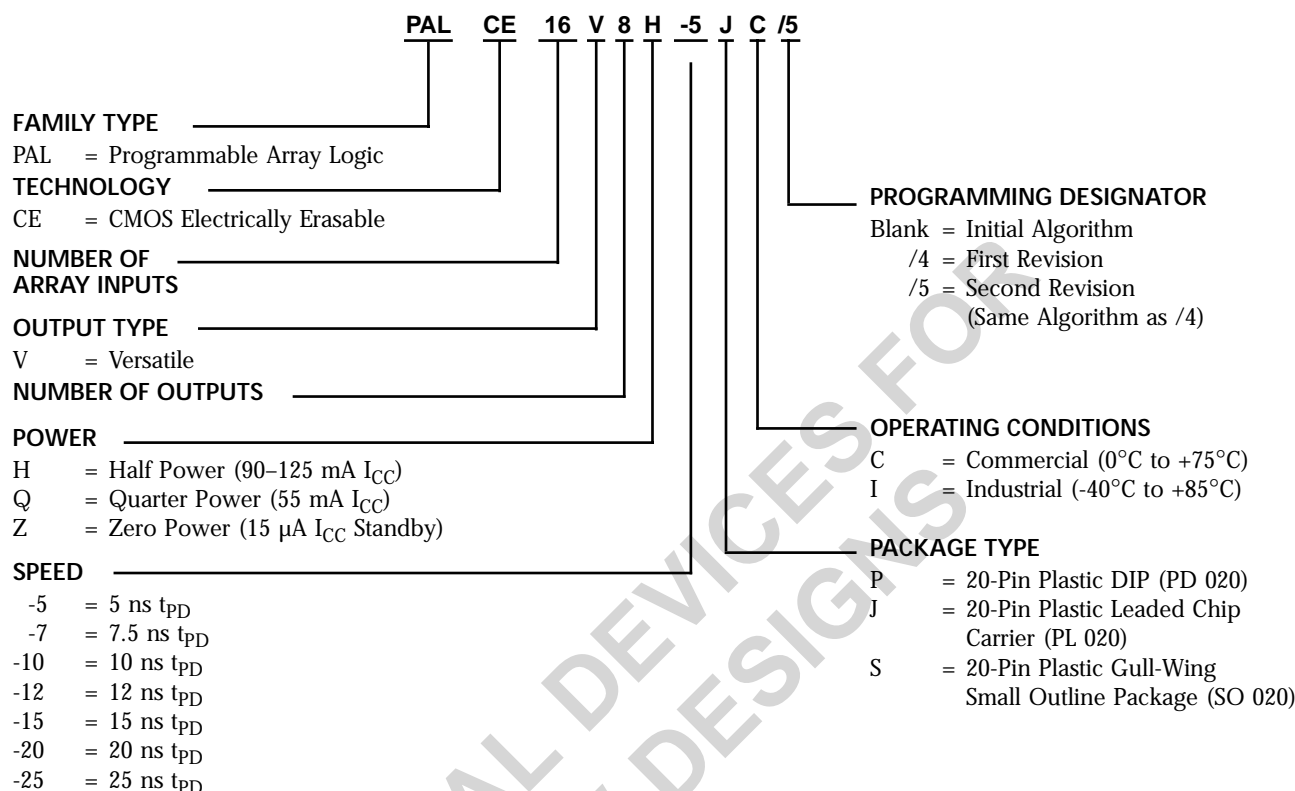 PAL CE 16 V 8 H -5 J C /5
FAMILY TYPE
PAL = Programmable Array Logic
TECHNOLOGY
CE = CMOS Electrically Erasable
NUMBER OF
ARRAY INPUTS
OUTPUT TYPE
V = Versatile
NUMBER OF OUTPUTS
POWER
H = Half Power (90–125 mA ICC)
Q = Quarter Power (55 mA ICC)
Z = Zero Power (15 µA ICC Standby)
SPEED
-5 = 5 ns tPD
-7 = 7.5 ns tPD
-10 = 10 ns tPD
-12 = 12 ns tPD
-15 = 15 ns tPD
-20 = 20 ns tPD
-25 = 25 ns tPD
PROGRAMMING DESIGNATOR
Blank = Initial Algorithm
/4 = First Revision
/5 = Second Revision
(Same Algorithm as /4)
OPERATING CONDITIONS
C = Commercial (0°C to +75°C)
I = Industrial (-40°C to +85°C)
PACKAGE TYPE
P = 20-Pin Plastic DIP (PD 020)
J = 20-Pin Plastic Leaded Chip
Carrier (PL 020)
S = 20-Pin Plastic Gull-Wing
Small Outline Package (SO 020)
DEVICES FOR
DESIGNS